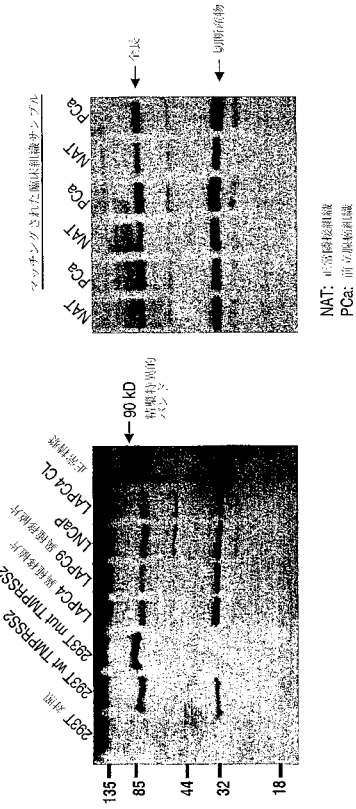 293T 対照
293T wt TMPRSS2
293T mut TMPRSS2
LAPC4 異種移植片
LAPC9 異種移植片
LNCaP
LAPC4 CL
正常精漿
← 90 kD
精漿特異的
バンド
135
85
44
32
18
マッチングされた臨床組織サンプル
NAT
PCa
NAT
PCa
NAT
PCa
← 全長
← 切断産物
NAT: 正常隣接組織
PCa: 前立腺癌組織